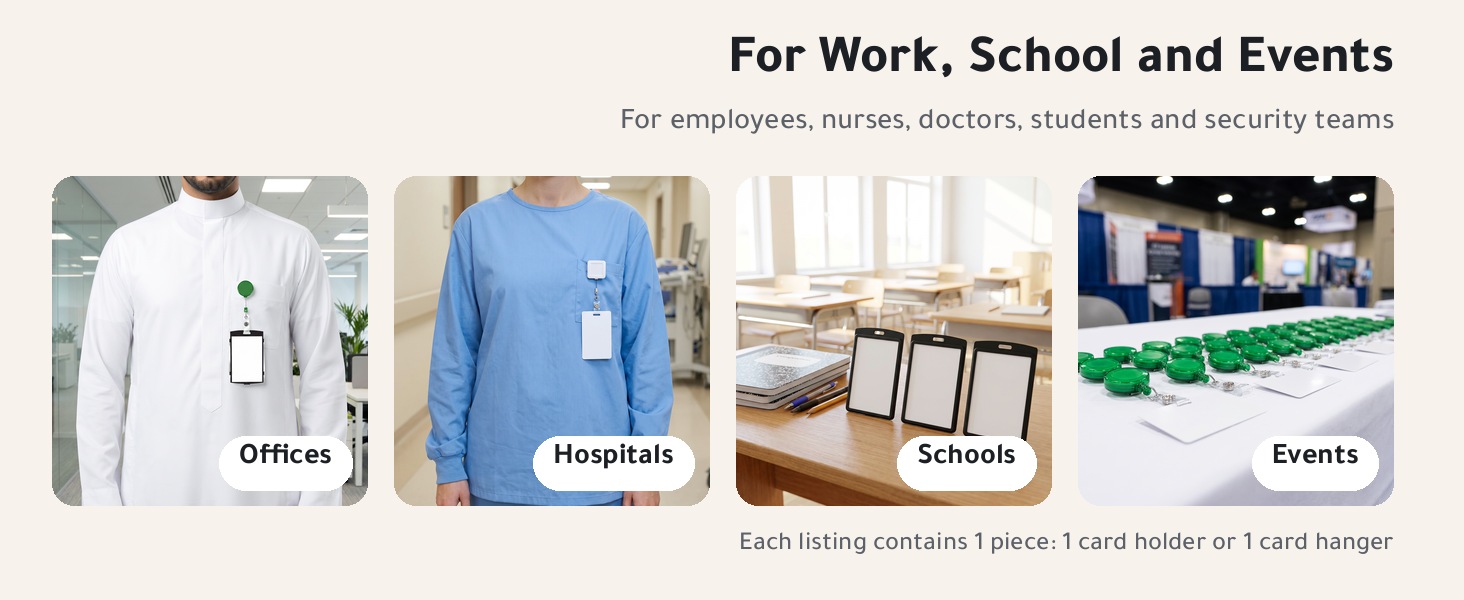 For Work, School and Events
For employees, nurses, doctors, students and security teams
Offices
Hospitals
Schools
Events
Each listing contains 1 piece: 1 card holder or 1 card hanger